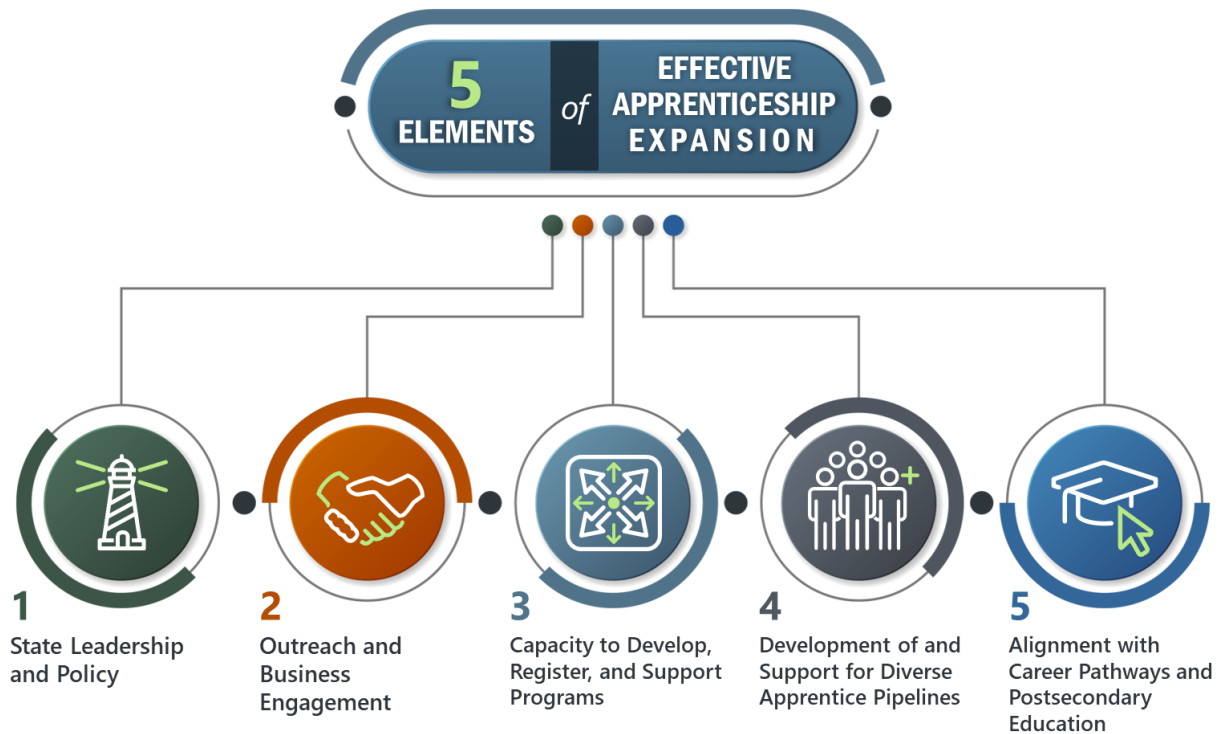 5
ELEMENTS
of
EFFECTIVE
APPRENTICESHIP
EXPANSION
1
State Leadership
and Policy
2
Outreach and
Business
Engagement
3
Capacity to Develop,
Register, and Support
Programs
4
Development of and
Support for Diverse
Apprentice Pipelines
5
Alignment with
Career Pathways and
Postsecondary
Education